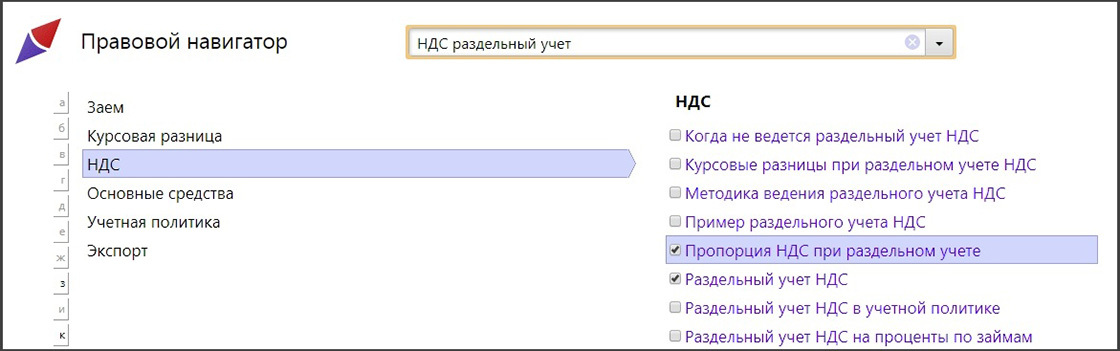 Правовой навигатор
НДС раздельный учет
а
б
в
г
д
е
ж
з
и
к
Заем
Курсовая разница
НДС
Основные средства
Учетная политика
Экспорт
НДС
Когда не ведется раздельный учет НДС
Курсовые разницы при раздельном учете НДС
Методика ведения раздельного учета НДС
Пример раздельного учета НДС
Пропорция НДС при раздельном учете
Раздельный учет НДС
Раздельный учет НДС в учетной политике
Раздельный учет НДС на проценты по займам